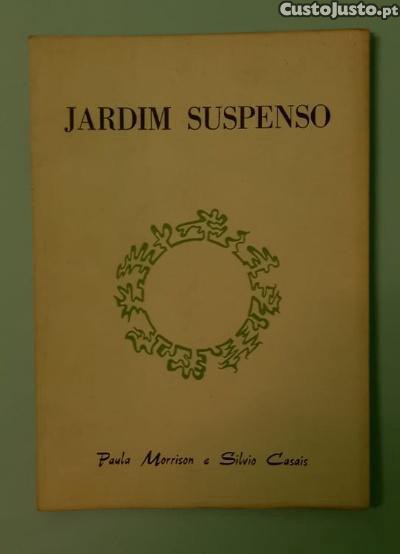 CustoJusto.pt
JARDIM SUSPENSO
Paula Morrison e Silvio Casais